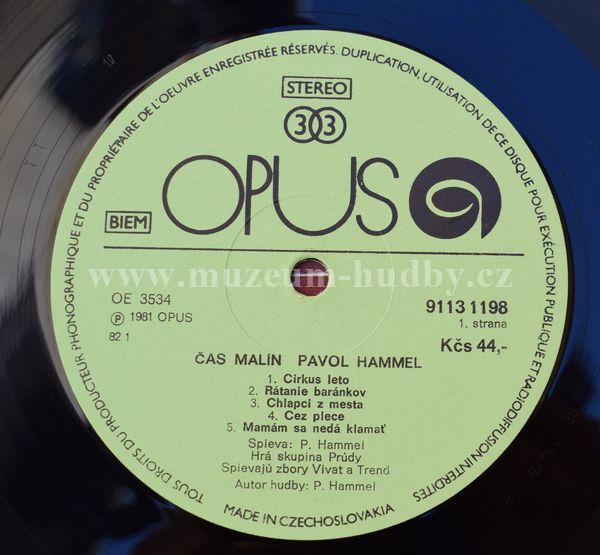 TOUS DROITS DU PRODUCTEUR PHONOGRAPHIQUE ET DU PROPRIÉTAIRE DE L'OEUVRE ENREGISTRÉE RÉSERVÉS. DUPLICATION, UTILISATION DE CE DISQUE POUR EXÉCUTION PUBLIQUE ET RADIODIFFUSION INTERDITES
STEREO
33
OPUS
BIEM
www.muzeum-hudby.cz
OE 3534
9113 1198
℗ 1981 OPUS
1. strana
82 1
Kčs 44,-
ČAS MALÍN PAVOL HAMMEL
1. Cirkus leto
2. Rátanie baránkov
3. Chlapci z mesta
4. Cez plece
5. Mamám sa nedá klamať
Spieva: P. Hammel
Hrá skupina Prúdy
Spievajú zbory Vivat a Trend
Autor hudby: P. Hammel
MADE IN CZECHOSLOVAKIA